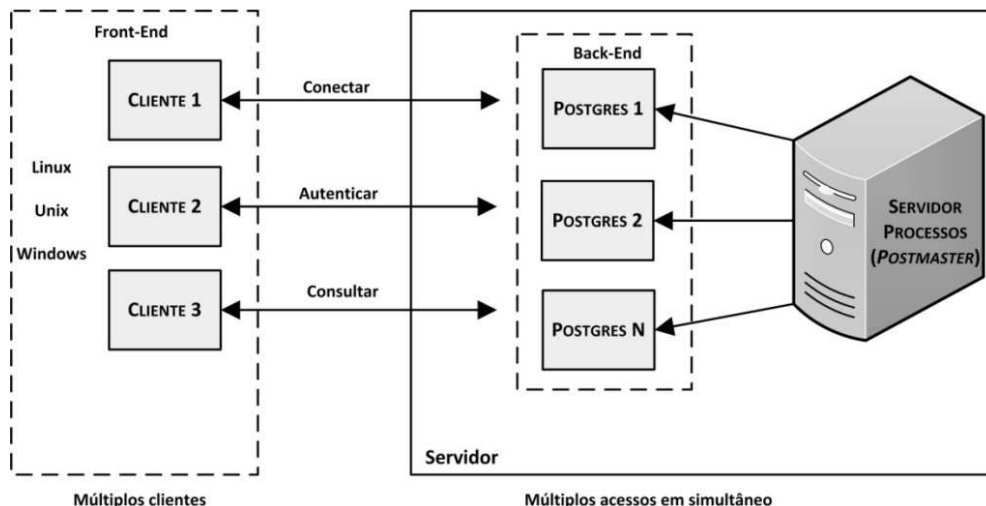 Front-End
CLIENTE 1
Linux
CLIENTE 2
Unix
Windows
CLIENTE 3
Conectar
Autenticar
Consultar
Back-End
POSTGRES 1
POSTGRES 2
POSTGRES N
SERVIDOR
PROCESSOS
(POSTMASTER)
Servidor
Múltiplos clientes
Múltiplos acessos em simultâneo